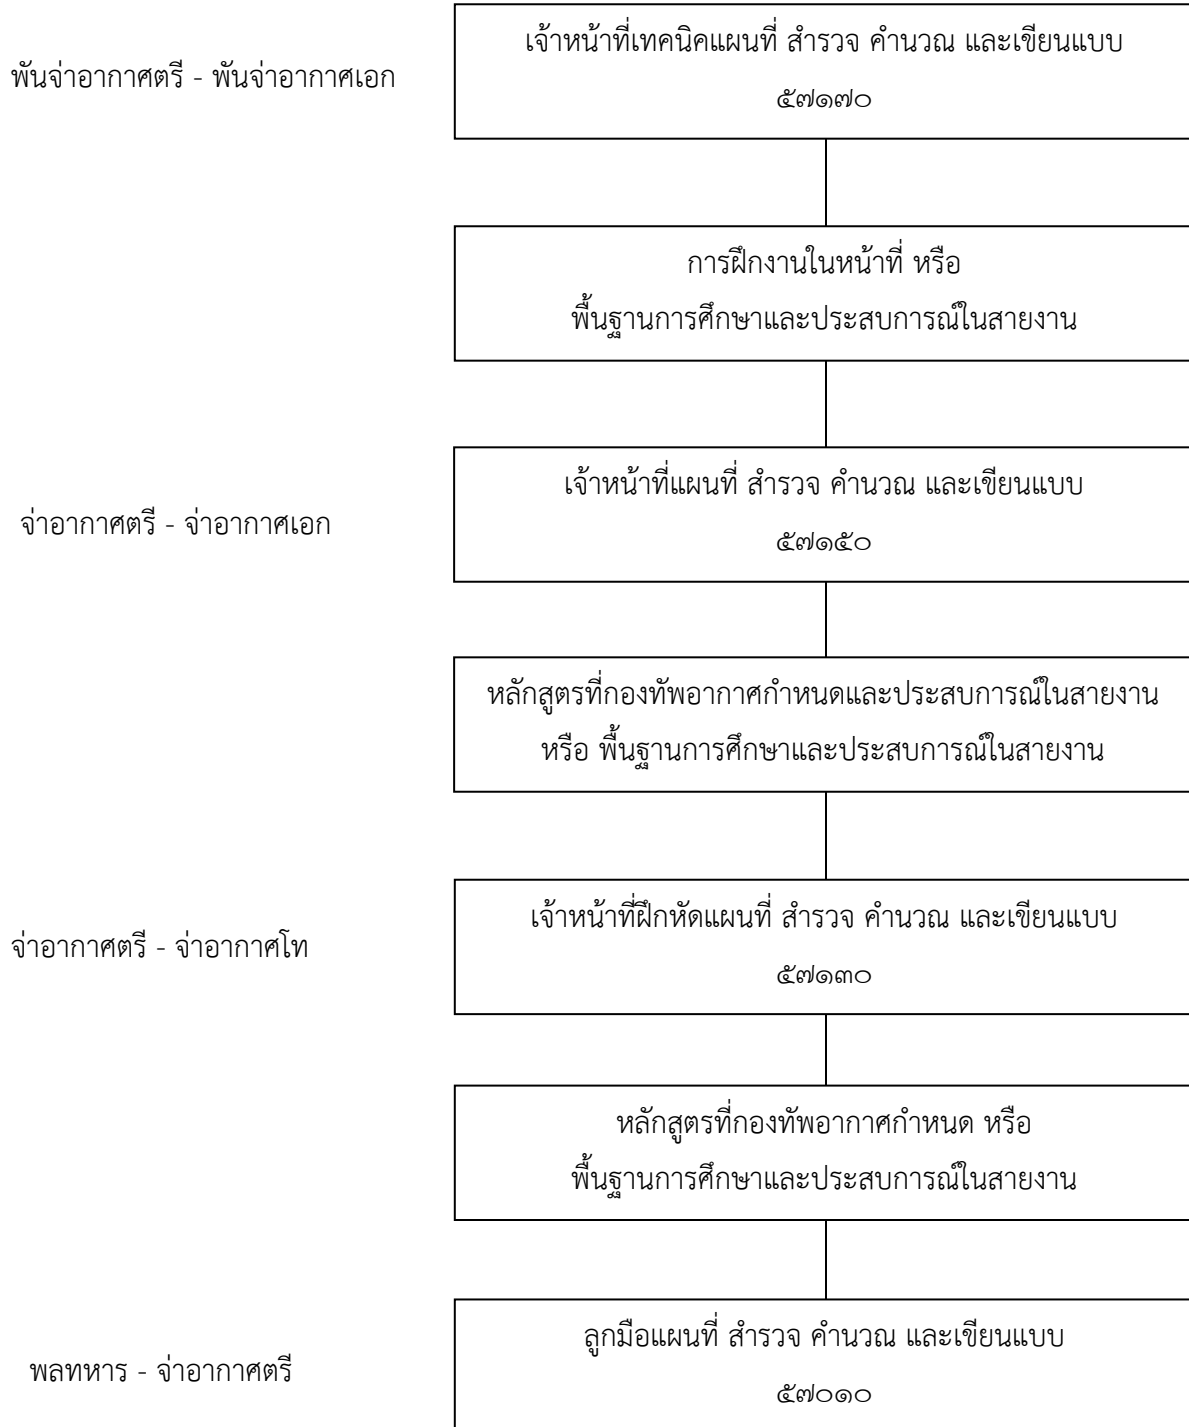 เจ้าหน้าที่เทคนิคแผนที่ สำรวจ คำนวณ และเขียนแบบ
พันจ่าอากาศตรี - พันจ่าอากาศเอก
๕๗๑๗๐
การฝึกงานในหน้าที่ หรือ
พื้นฐานการศึกษาและประสบการณ์ในสายงาน
เจ้าหน้าที่แผนที่ สำรวจ คำนวณ และเขียนแบบ
จ่าอากาศตรี - จ่าอากาศเอก
๕๗๑๕๐
หลักสูตรที่กองทัพอากาศกำหนดและประสบการณ์ในสายงาน
หรือ พื้นฐานการศึกษาและประสบการณ์ในสายงาน
เจ้าหน้าที่ฝึกหัดแผนที่ สำรวจ คำนวณ และเขียนแบบ
จ่าอากาศตรี - จ่าอากาศโท
๕๗๑๓๐
หลักสูตรที่กองทัพอากาศกำหนด หรือ
พื้นฐานการศึกษาและประสบการณ์ในสายงาน
ลูกมือแผนที่ สำรวจ คำนวณ และเขียนแบบ
พลทหาร - จ่าอากาศตรี
๕๗๐๑๐